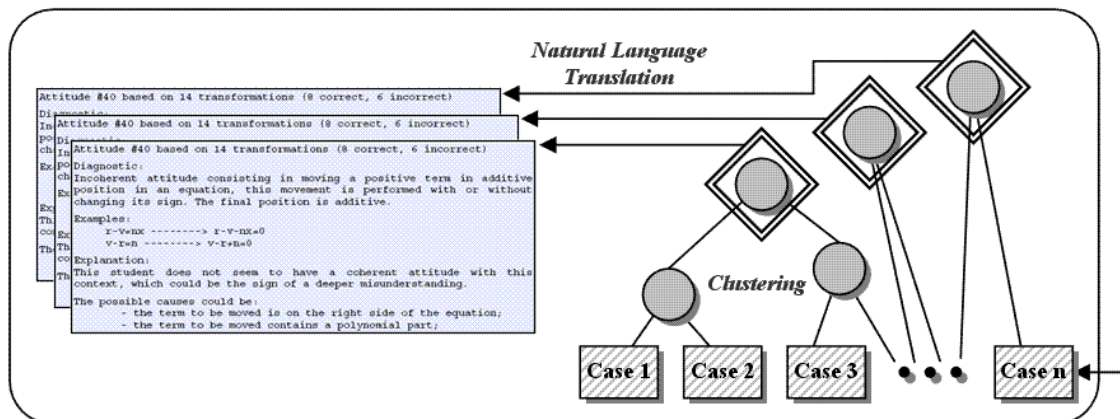 Natural Language
Translation
Attitude #40 based on 14 transformations (8 correct, 6 incorrect)
Attitude #40 based on 14 transformations (8 correct, 6 incorrect)
Attitude #40 based on 14 transformations (8 correct, 6 incorrect)
Diagnostic:
Incoherent attitude consisting in moving a positive term in additive
position in an equation, this movement is performed with or without
changing its sign. The final position is additive.
Examples:
r-v=nx --------> r-v-nx=0
v-r=n --------> v-r+n=0
Explanation:
This student does not seem to have a coherent attitude with this
context, which could be the sign of a deeper misunderstanding.
The possible causes could be:
- the term to be moved is on the right side of the equation;
- the term to be moved contains a polynomial part;
Clustering
Case 1
Case 2
Case 3
Case n